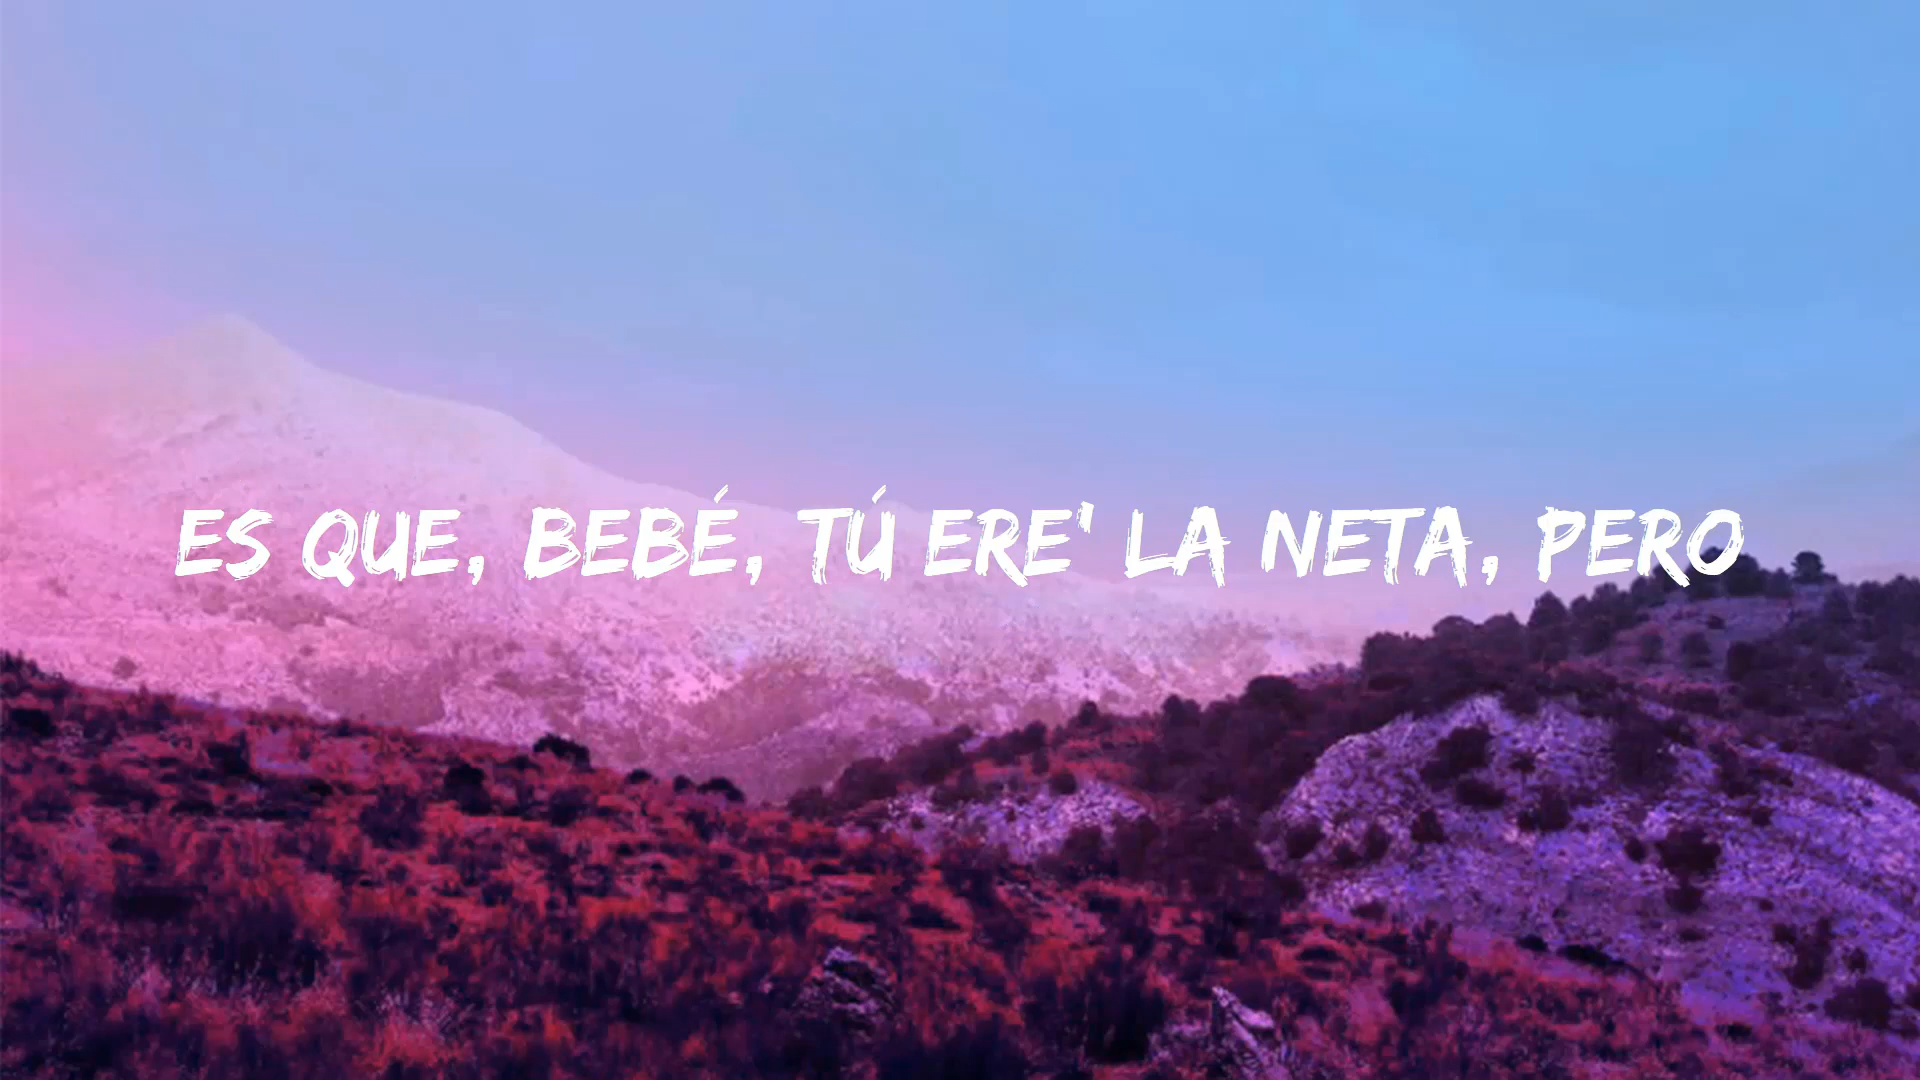 ES QUE, BEBÉ, TÚ ERE' LA NETA, PERO